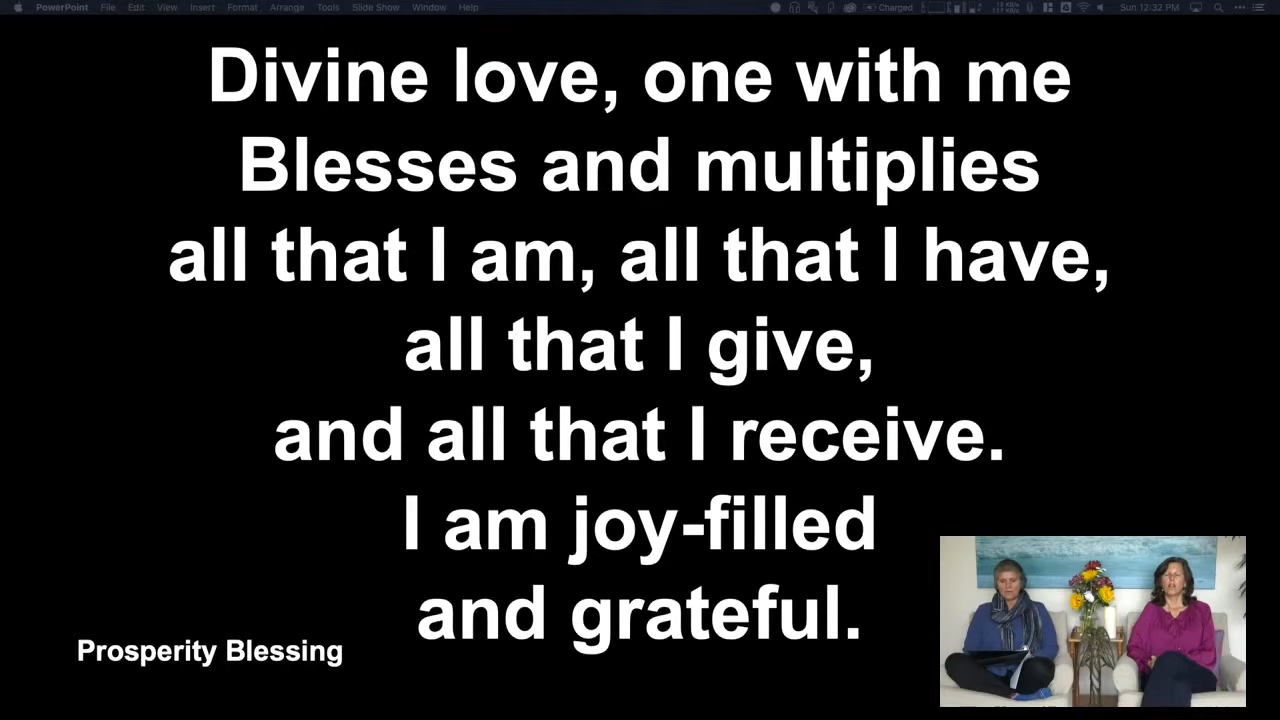 PowerPoint File Edit View Insert Format Arrange Tools Slide Show Window Help Charged Sun 12:32 PM
Divine love, one with me
Blesses and multiplies
all that I am, all that I have,
all that I give,
and all that I receive.
I am joy-filled
and grateful.
Prosperity Blessing